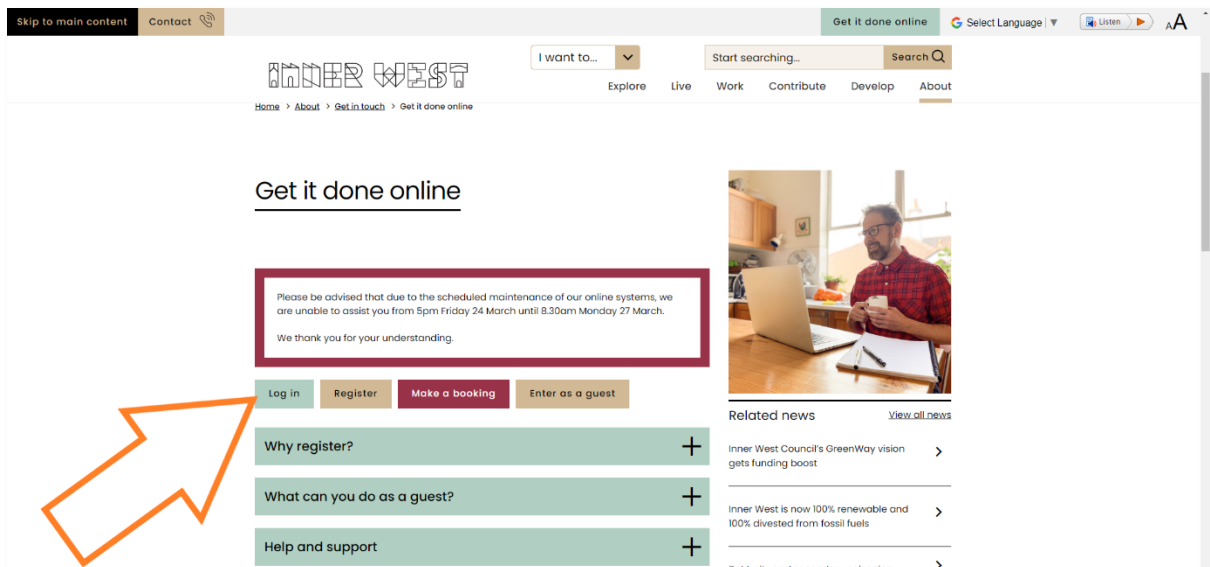 Skip to main content
Contact
Get it done online
Select Language
Listen
AA
INNER WEST
I want to...
Start searching...
Search
Explore
Live
Work
Contribute
Develop
About
Home > About > Get in touch > Get it done online
Get it done online
Please be advised that due to the scheduled maintenance of our online systems, we
are unable to assist you from 5pm Friday 24 March until 8.30am Monday 27 March.
We thank you for your understanding.
Log in
Register
Make a booking
Enter as a guest
Why register?
What can you do as a guest?
Help and support
Related news
View all news
Inner West Council's GreenWay vision
gets funding boost
Inner West is now 100% renewable and
100% divested from fossil fuels